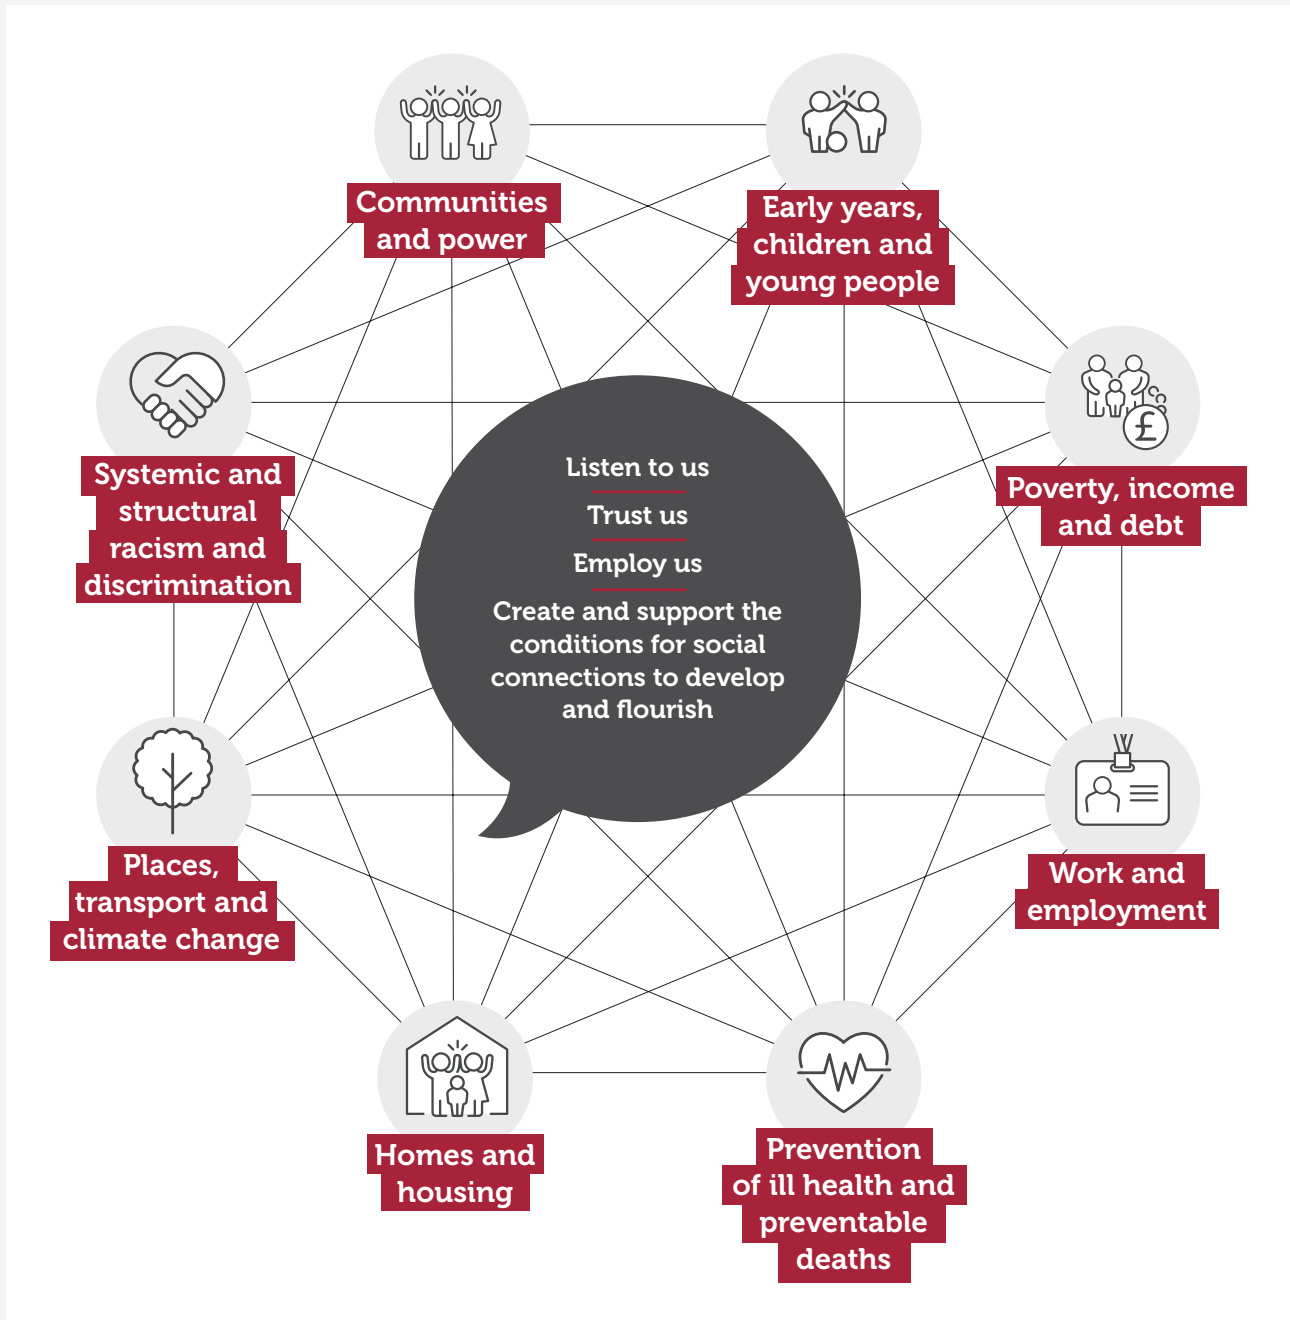 Communities
and power
Early years,
children and
young people
Systemic and
structural
racism and
discrimination
Listen to us
Trust us
Employ us
Create and support the
conditions for social
connections to develop
and flourish
£
Poverty, income
and debt
Places,
transport and
climate change
Work and
employment
Homes and
housing
Prevention
of ill health and
preventable
deaths